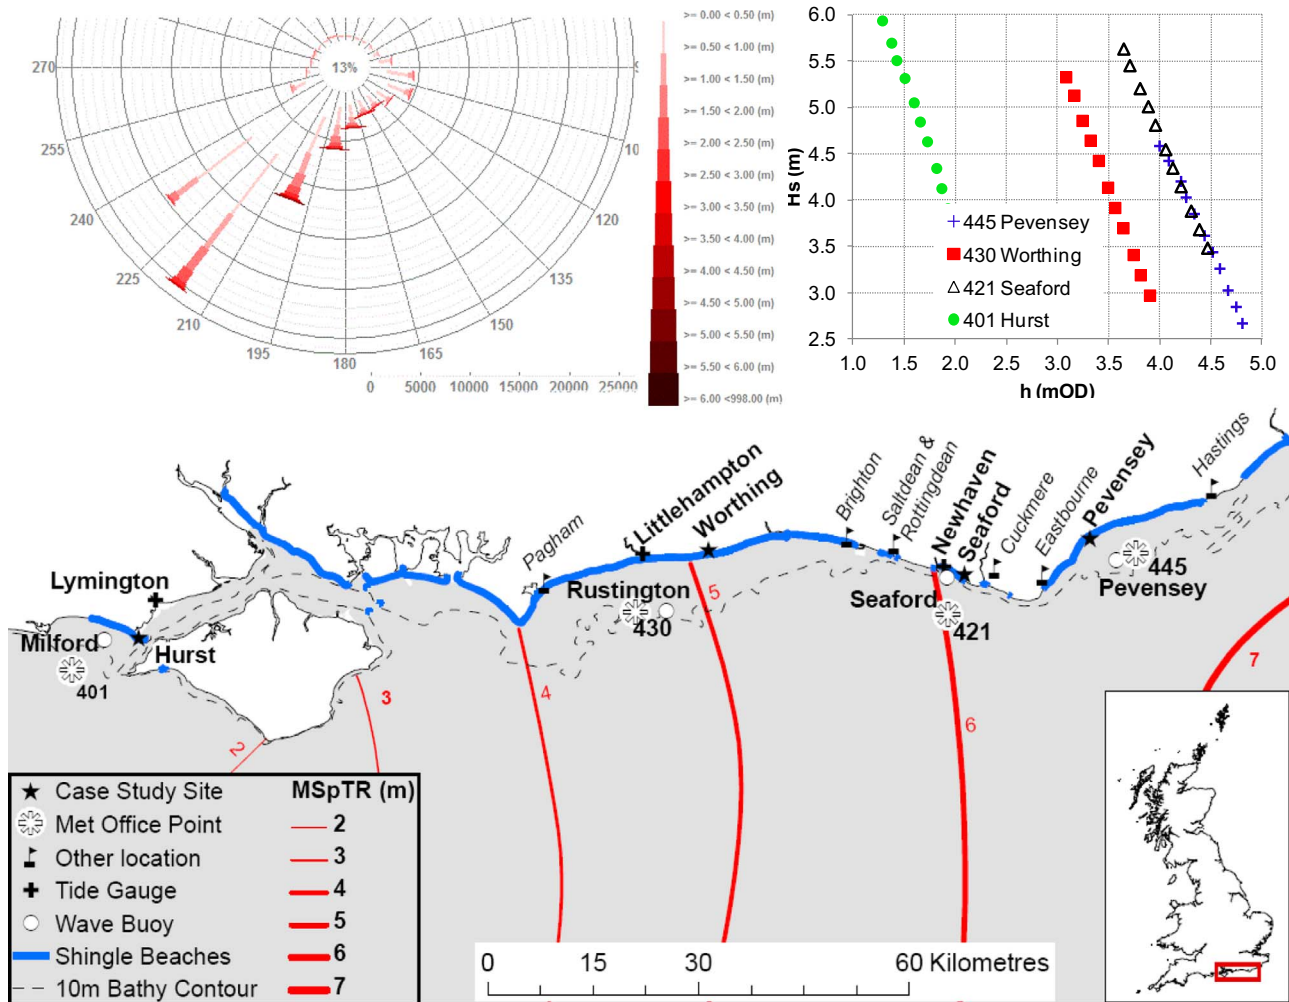 270
13%
255
240
225
210
195
180
165
150
135
120
0 5000 10000 15000 20000 25000
>= 0.00 < 0.50 (m)
>= 0.50 < 1.00 (m)
>= 1.00 < 1.50 (m)
>= 1.50 < 2.00 (m)
>= 2.00 < 2.50 (m)
>= 2.50 < 3.00 (m)
>= 3.00 < 3.50 (m)
>= 3.50 < 4.00 (m)
>= 4.00 < 4.50 (m)
>= 4.50 < 5.00 (m)
>= 5.00 < 5.50 (m)
>= 5.50 < 6.00 (m)
>= 6.00 <998.00 (m)
6.0
5.5
5.0
4.5
4.0
3.5
3.0
2.5
Hs (m)
445 Pevensey
430 Worthing
421 Seaford
401 Hurst
1.0 1.5 2.0 2.5 3.0 3.5 4.0 4.5 5.0
h (mOD)
Lymington
Milford
401
Hurst
Pagham
Littlehampton
Worthing
Rustington
430
Brighton
Saltdean &
Rottingdean
Newhaven
Seaford
Cuckmere
Eastbourne
Pevensey
Hastings
Seaford
421
445
Pevensey
2
3
4
5
6
7
Case Study Site
Met Office Point
Other location
Tide Gauge
Wave Buoy
Shingle Beaches
10m Bathy Contour
MSpTR (m)
2
3
4
5
6
7
0 15 30 60 Kilometres